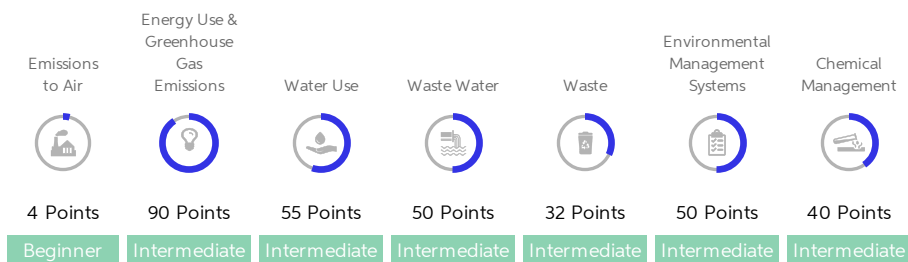 Emissions
to Air
Energy Use &
Greenhouse
Gas
Emissions
Water Use
Waste Water
Waste
Environmental
Management
Systems
Chemical
Management
4 Points
90 Points
55 Points
50 Points
32 Points
50 Points
40 Points
Beginner
Intermediate
Intermediate
Intermediate
Intermediate
Intermediate
Intermediate